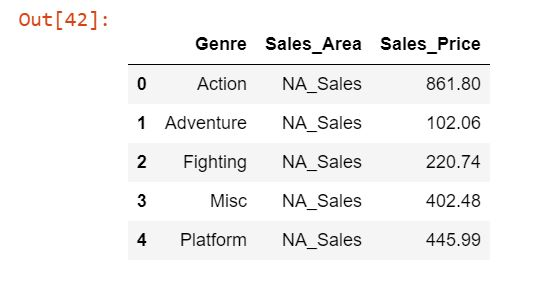 Out[42]:
Genre Sales_Area Sales_Price
0 Action NA_Sales 861.80
1 Adventure NA_Sales 102.06
2 Fighting NA_Sales 220.74
3 Misc NA_Sales 402.48
4 Platform NA_Sales 445.99